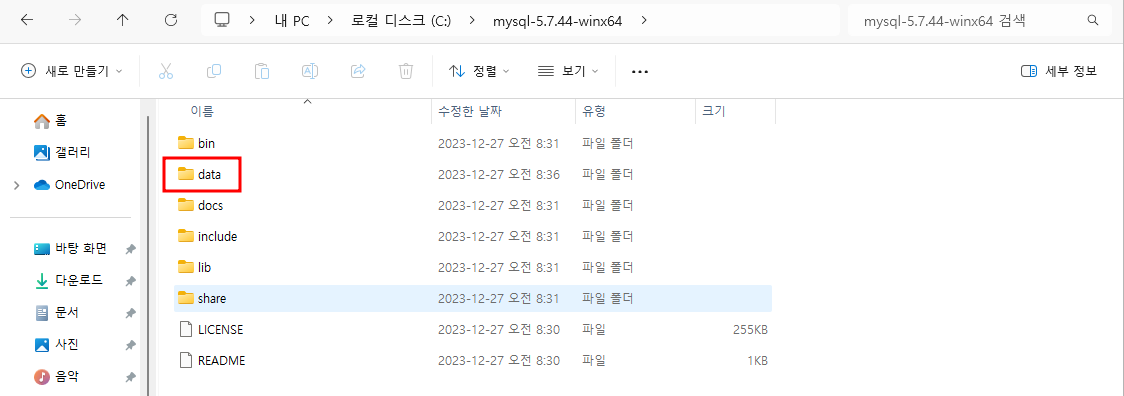 내 PC > 로컬 디스크 (C:) > mysql-5.7.44-winx64 >
mysql-5.7.44-winx64 검색
새로 만들기
정렬
보기
세부 정보
홈
갤러리
OneDrive
바탕 화면
다운로드
문서
사진
음악
이름 수정한 날짜 유형 크기
bin 2023-12-27 오전 8:31 파일 폴더
data 2023-12-27 오전 8:36 파일 폴더
docs 2023-12-27 오전 8:31 파일 폴더
include 2023-12-27 오전 8:31 파일 폴더
lib 2023-12-27 오전 8:31 파일 폴더
share 2023-12-27 오전 8:31 파일 폴더
LICENSE 2023-12-27 오전 8:30 파일 255KB
README 2023-12-27 오전 8:30 파일 1KB